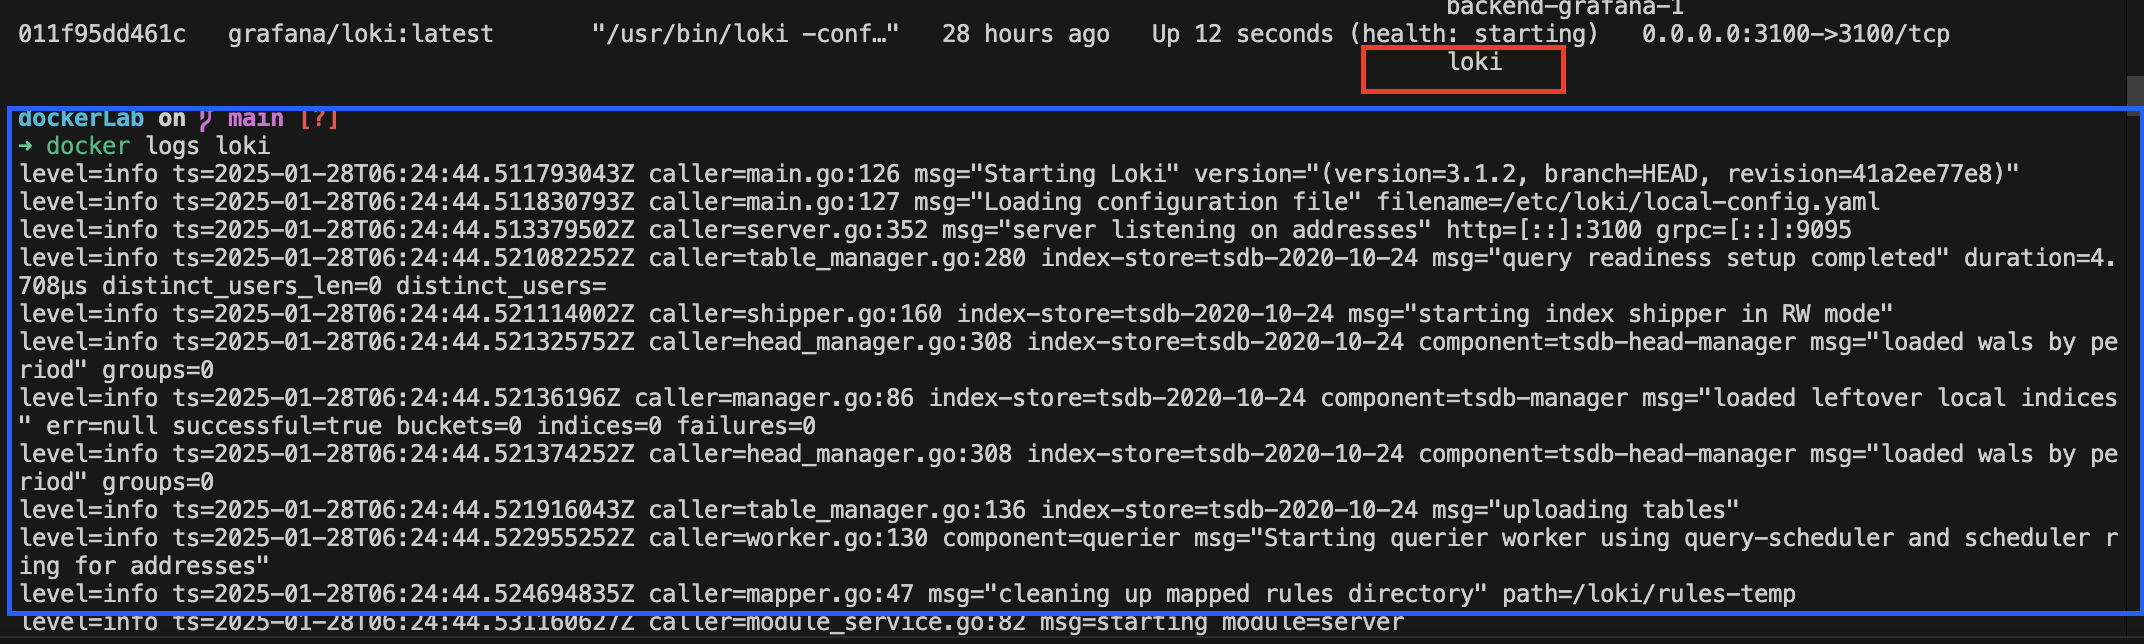 backend-grafana-1
011f95dd461c   grafana/loki:latest       "/usr/bin/loki -conf…"   28 hours ago   Up 12 seconds (health: starting)   0.0.0.0:3100->3100/tcp
loki
dockerLab on main [?]
➜ docker logs loki
level=info ts=2025-01-28T06:24:44.511793043Z caller=main.go:126 msg="Starting Loki" version="(version=3.1.2, branch=HEAD, revision=41a2ee77e8)"
level=info ts=2025-01-28T06:24:44.511830793Z caller=main.go:127 msg="Loading configuration file" filename=/etc/loki/local-config.yaml
level=info ts=2025-01-28T06:24:44.513379502Z caller=server.go:352 msg="server listening on addresses" http=[::]:3100 grpc=[::]:9095
level=info ts=2025-01-28T06:24:44.521082252Z caller=table_manager.go:280 index-store=tsdb-2020-10-24 msg="query readiness setup completed" duration=4.
708µs distinct_users_len=0 distinct_users=
level=info ts=2025-01-28T06:24:44.521114002Z caller=shipper.go:160 index-store=tsdb-2020-10-24 msg="starting index shipper in RW mode"
level=info ts=2025-01-28T06:24:44.521325752Z caller=head_manager.go:308 index-store=tsdb-2020-10-24 component=tsdb-head-manager msg="loaded wals by pe
riod" groups=0
level=info ts=2025-01-28T06:24:44.52136196Z caller=manager.go:86 index-store=tsdb-2020-10-24 component=tsdb-manager msg="loaded leftover local indices
" err=null successful=true buckets=0 indices=0 failures=0
level=info ts=2025-01-28T06:24:44.521374252Z caller=head_manager.go:308 index-store=tsdb-2020-10-24 component=tsdb-head-manager msg="loaded wals by pe
riod" groups=0
level=info ts=2025-01-28T06:24:44.521916043Z caller=table_manager.go:136 index-store=tsdb-2020-10-24 msg="uploading tables"
level=info ts=2025-01-28T06:24:44.522955252Z caller=worker.go:130 component=querier msg="Starting querier worker using query-scheduler and scheduler r
ing for addresses"
level=info ts=2025-01-28T06:24:44.524694835Z caller=mapper.go:47 msg="cleaning up mapped rules directory" path=/loki/rules-temp
level=info ts=2025-01-28T06:24:44.531160627Z caller=module_service.go:82 msg=starting module=server